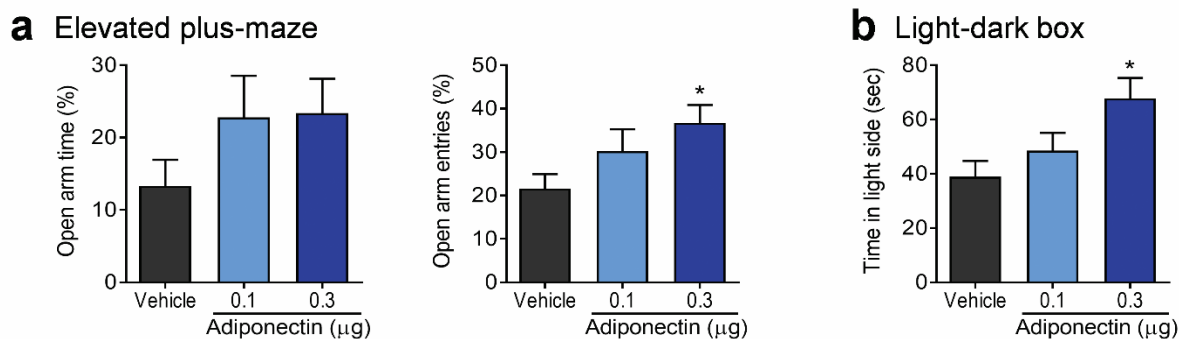 a Elevated plus-maze
Open arm time (%)
30
20
10
0
Vehicle 0.1 0.3
Adiponectin (μg)
Open arm entries (%)
50
40
30
20
10
0
*
Vehicle 0.1 0.3
Adiponectin (μg)
b Light-dark box
Time in light side (sec)
80
60
40
20
0
*
Vehicle 0.1 0.3
Adiponectin (μg)